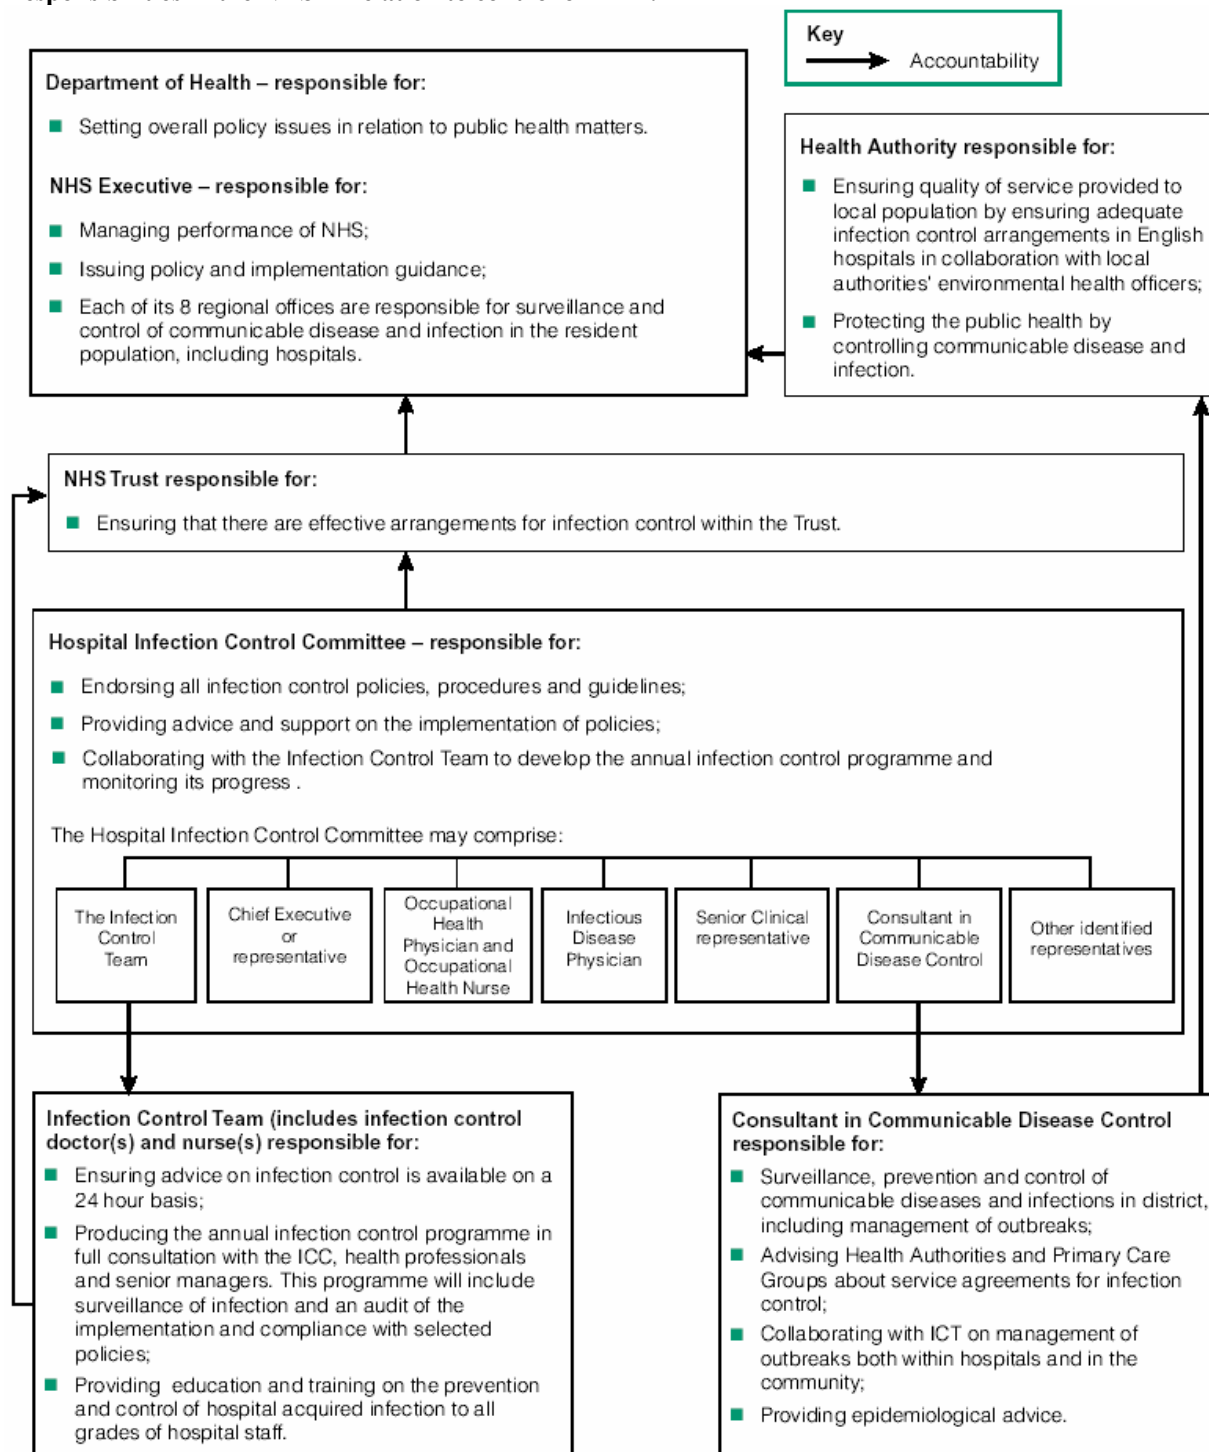 Key
Accountability
Department of Health – responsible for:
Setting overall policy issues in relation to public health matters.
NHS Executive – responsible for:
Managing performance of NHS;
Issuing policy and implementation guidance;
Each of its 8 regional offices are responsible for surveillance and
control of communicable disease and infection in the resident
population, including hospitals.
Health Authority responsible for:
Ensuring quality of service provided to
local population by ensuring adequate
infection control arrangements in English
hospitals in collaboration with local
authorities' environmental health officers;
Protecting the public health by
controlling communicable disease and
infection.
NHS Trust responsible for:
Ensuring that there are effective arrangements for infection control within the Trust.
Hospital Infection Control Committee – responsible for:
Endorsing all infection control policies, procedures and guidelines;
Providing advice and support on the implementation of policies;
Collaborating with the Infection Control Team to develop the annual infection control programme and
monitoring its progress .
The Hospital Infection Control Committee may comprise:
The Infection
Control
Team
Chief Executive
or
representative
Occupational
Health
Physician and
Occupational
Health Nurse
Infectious
Disease
Physician
Senior Clinical
representative
Consultant in
Communicable
Disease Control
Other identified
representatives
Infection Control Team (includes infection control
doctor(s) and nurse(s) responsible for:
Ensuring advice on infection control is available on a
24 hour basis;
Producing the annual infection control programme in
full consultation with the ICC, health professionals
and senior managers. This programme will include
surveillance of infection and an audit of the
implementation and compliance with selected
policies;
Providing education and training on the prevention
and control of hospital acquired infection to all
grades of hospital staff.
Consultant in Communicable Disease Control
responsible for:
Surveillance, prevention and control of
communicable diseases and infections in district,
including management of outbreaks;
Advising Health Authorities and Primary Care
Groups about service agreements for infection
control;
Collaborating with ICT on management of
outbreaks both within hospitals and in the
community;
Providing epidemiological advice.